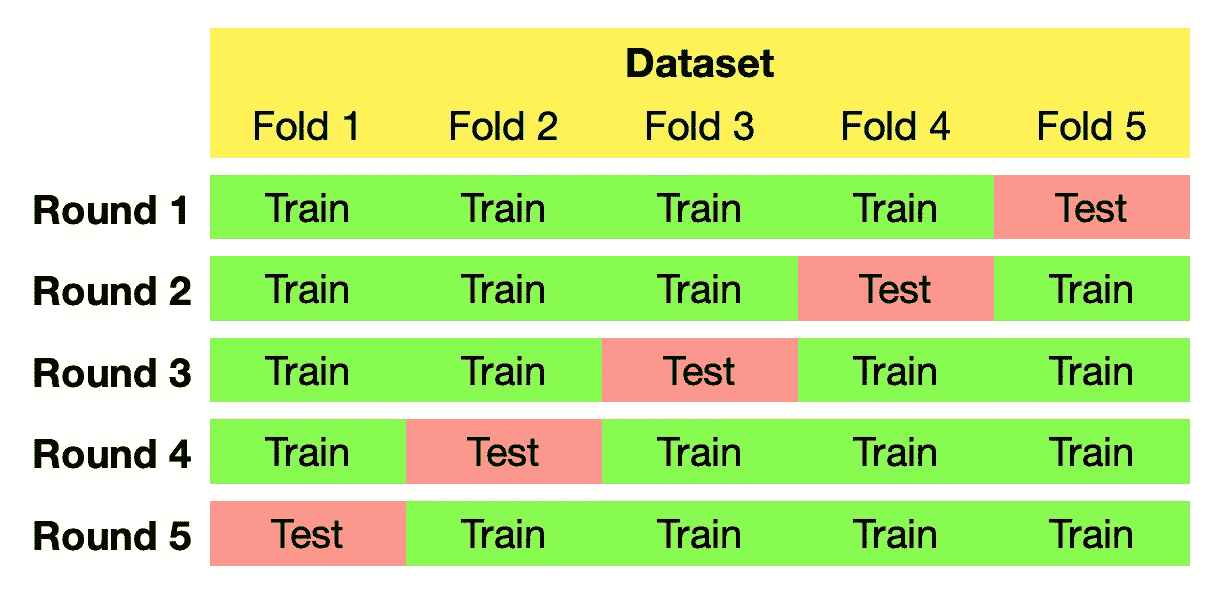 Dataset
Fold 1 Fold 2 Fold 3 Fold 4 Fold 5
Round 1 Train Train Train Train Test
Round 2 Train Train Train Test Train
Round 3 Train Train Test Train Train
Round 4 Train Test Train Train Train
Round 5 Test Train Train Train Train